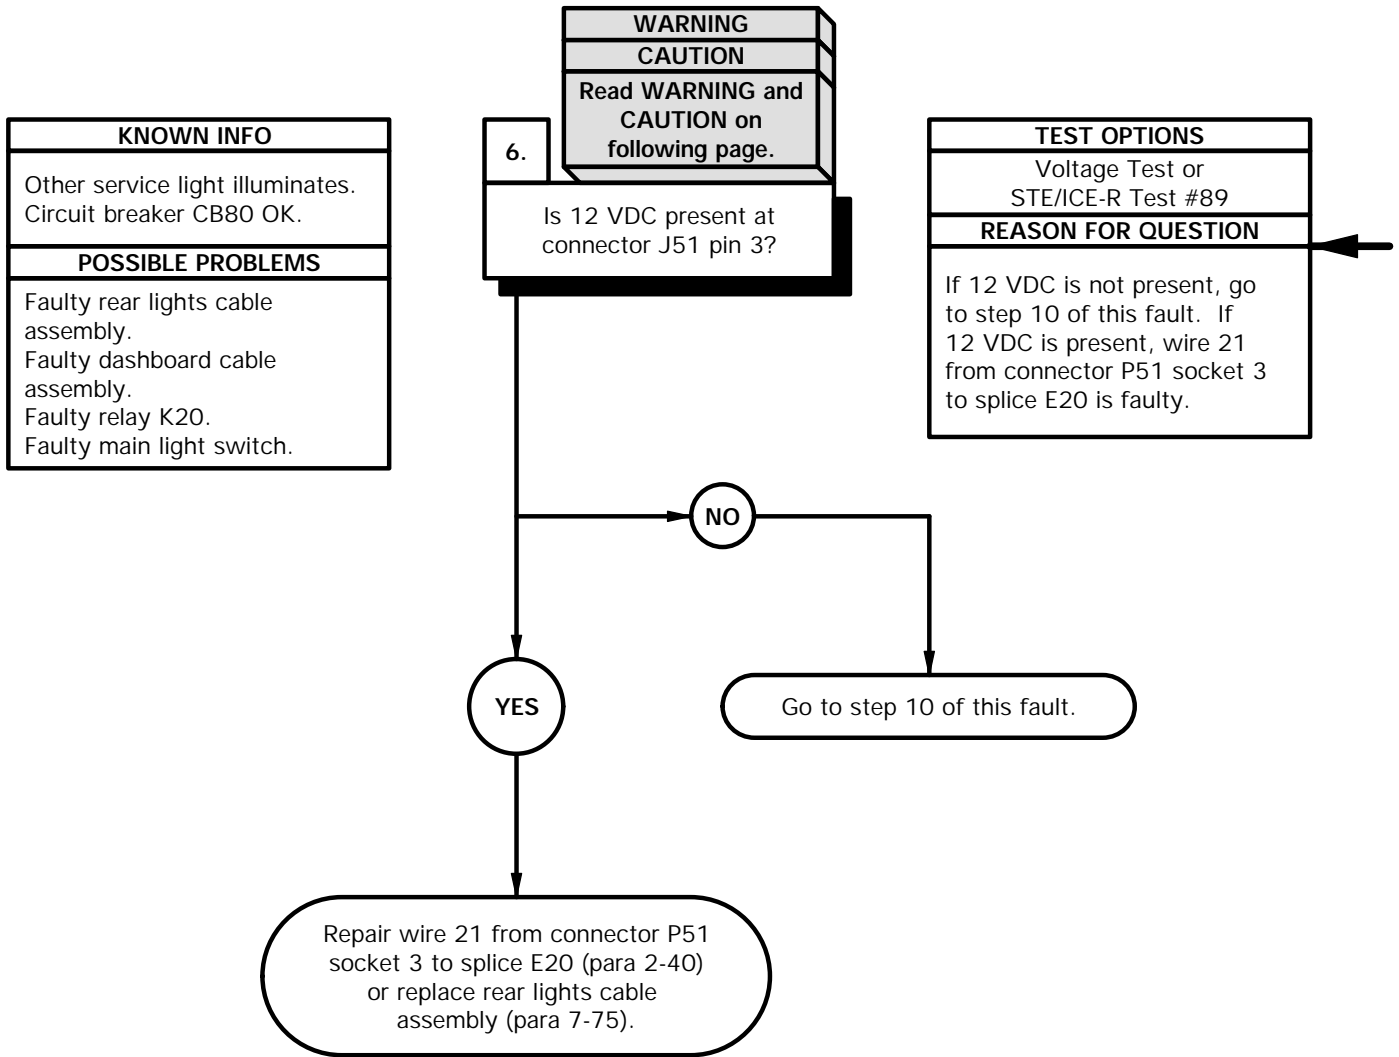 WARNING
CAUTION
Read WARNING and
CAUTION on
following page.
KNOWN INFO
Other service light illuminates.
Circuit breaker CB80 OK.
POSSIBLE PROBLEMS
Faulty rear lights cable
assembly.
Faulty dashboard cable
assembly.
Faulty relay K20.
Faulty main light switch.
6.
Is 12 VDC present at
connector J51 pin 3?
TEST OPTIONS
Voltage Test or
STE/ICE-R Test #89
REASON FOR QUESTION
If 12 VDC is not present, go
to step 10 of this fault.  If
12 VDC is present, wire 21
from connector P51 socket 3
to splice E20 is faulty.
NO
YES
Go to step 10 of this fault.
Repair wire 21 from connector P51
socket 3 to splice E20 (para 2-40)
or replace rear lights cable
assembly (para 7-75).